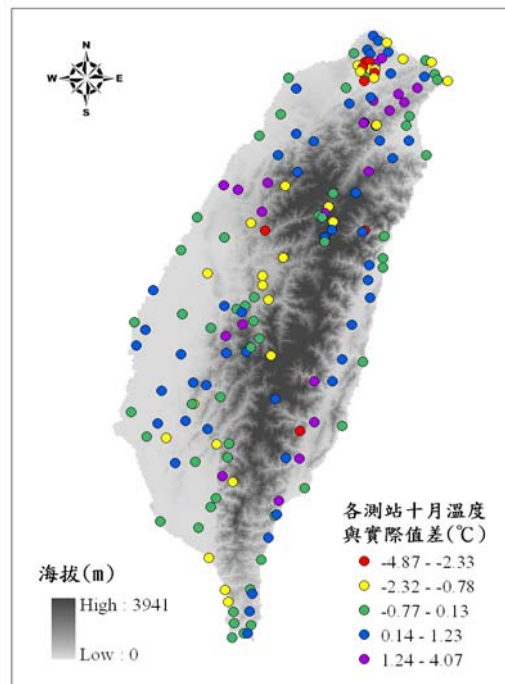 N
W
E
S
各測站十月溫度
與實際值差(℃)
-4.87 - -2.33
-2.32 - -0.78
-0.77 - 0.13
0.14 - 1.23
1.24 - 4.07
海拔(m)
High : 3941
Low : 0